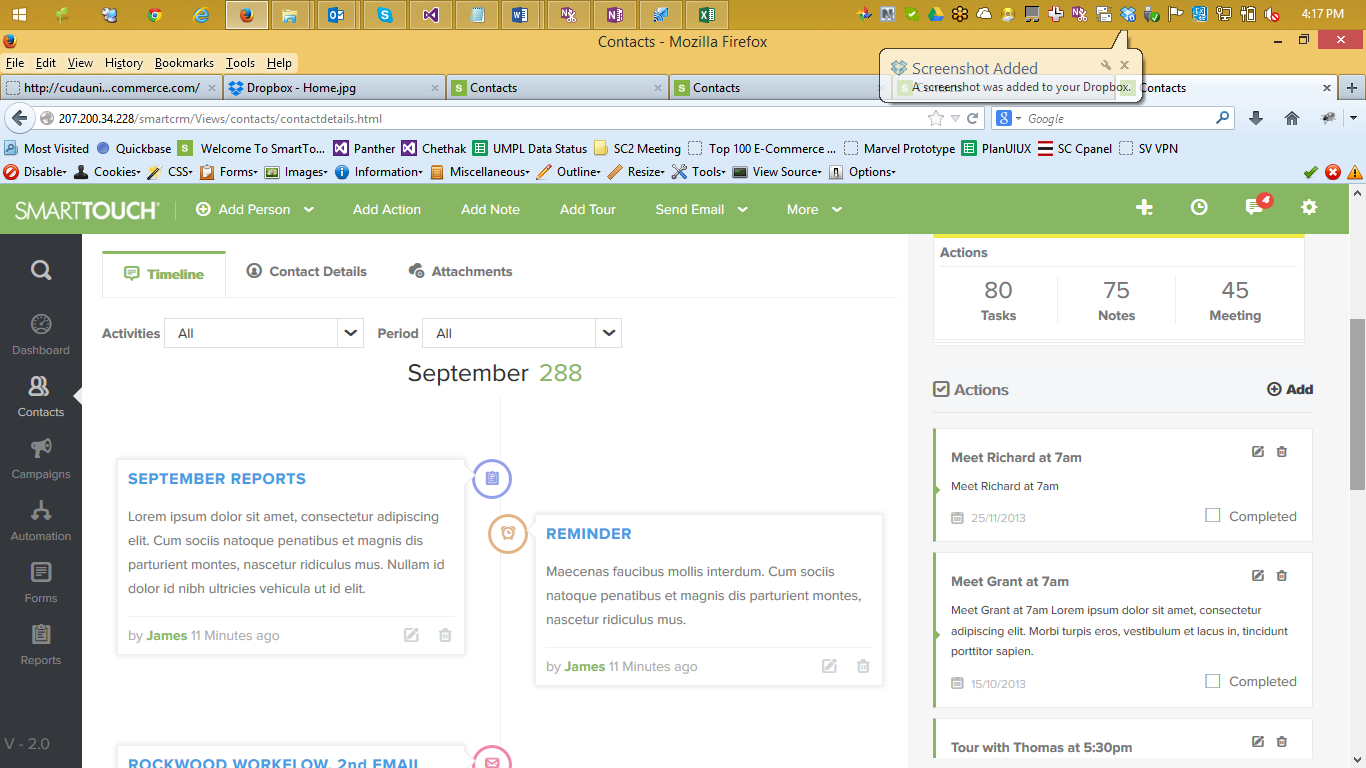 4:17 PM
Contacts - Mozilla Firefox
File Edit View History Bookmarks Tools Help
Screenshot Added
A screenshot was added to your Dropbox.
http://cudauni...commerce.com/
Dropbox - Home.jpg
Contacts
Contacts
Contacts
207.200.34.228/smartcrm/Views/contacts/contactdetails.html
Google
Most Visited Quickbase Welcome To SmartTo... Panther Chethak UMPL Data Status SC2 Meeting Top 100 E-Commerce ... Marvel Prototype PlanUIUX SC Cpanel SV VPN
Disable Cookies CSS Forms Images Information Miscellaneous Outline Resize Tools View Source Options
SMARTTOUCH
Add Person Add Action Add Note Add Tour Send Email More
4
Dashboard
Contacts
Campaigns
Automation
Forms
Reports
V - 2.0
Timeline Contact Details Attachments
Activities All Period All
September 288
SEPTEMBER REPORTS
Lorem ipsum dolor sit amet, consectetur adipiscing
elit. Cum sociis natoque penatibus et magnis dis
parturient montes, nascetur ridiculus mus. Nullam id
dolor id nibh ultricies vehicula ut id elit.
by James 11 Minutes ago
REMINDER
Maecenas faucibus mollis interdum. Cum sociis
natoque penatibus et magnis dis parturient montes,
nascetur ridiculus mus.
by James 11 Minutes ago
ROCKWOOD WORKFLOW, 2nd EMAIL
Actions
80 75 45
Tasks Notes Meeting
Actions Add
Meet Richard at 7am
Meet Richard at 7am
25/11/2013 Completed
Meet Grant at 7am
Meet Grant at 7am Lorem ipsum dolor sit amet, consectetur
adipiscing elit. Morbi turpis eros, vestibulum et lacus in, tincidunt
porttitor sapien.
15/10/2013 Completed
Tour with Thomas at 5:30pm